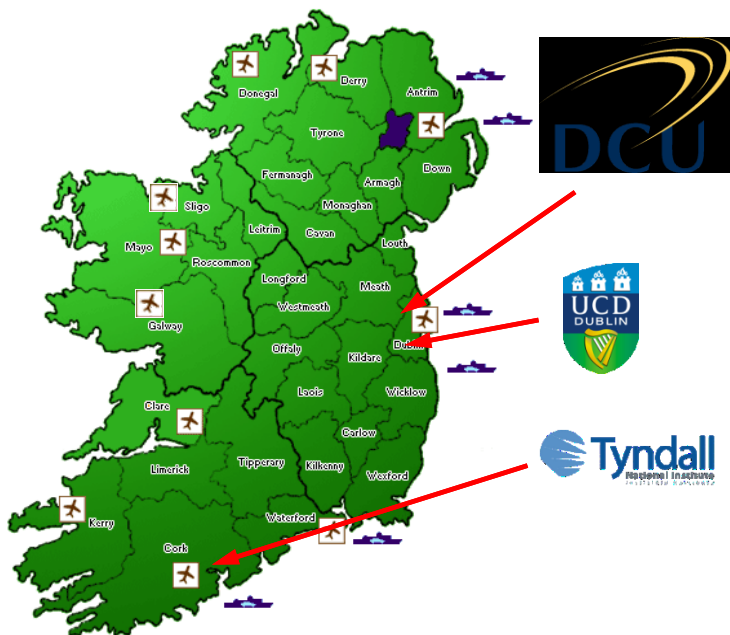 Donegal
Derry
Antrim
Tyrone
Down
Fermanagh
Armagh
Monaghan
Sligo
Leitrim
Cavan
Louth
Mayo
Roscommon
Longford
Meath
Westmeath
Galway
Offaly
Kildare
Laois
Wicklow
Clare
Carlow
Limerick
Tipperary
Kilkenny
Wexford
Waterford
Kerry
Cork
DCU
UCD
DUBLIN
Tyndall
National Institute